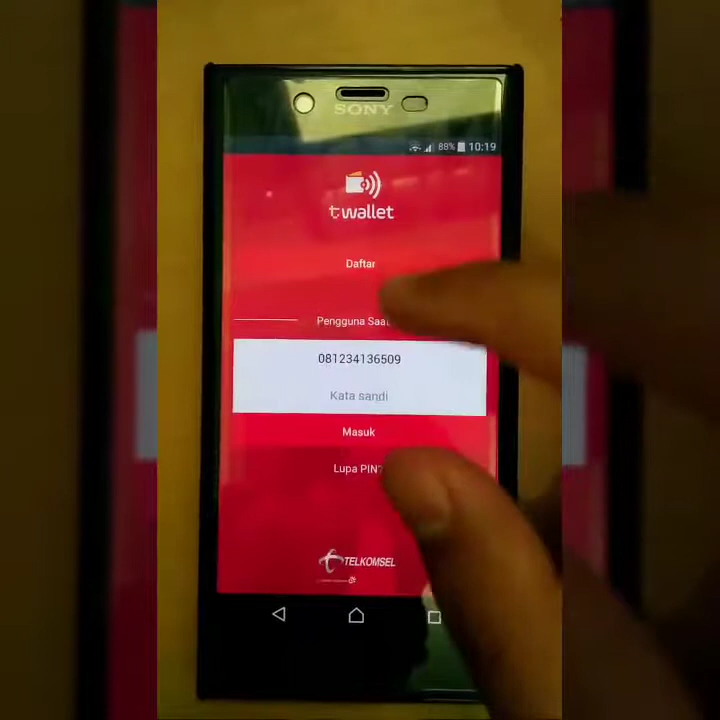 SONY
88% 10:19
twallet
Daftar
Pengguna Saat
081234136509
Kata sandi
Masuk
Lupa PIN?
TELKOMSEL